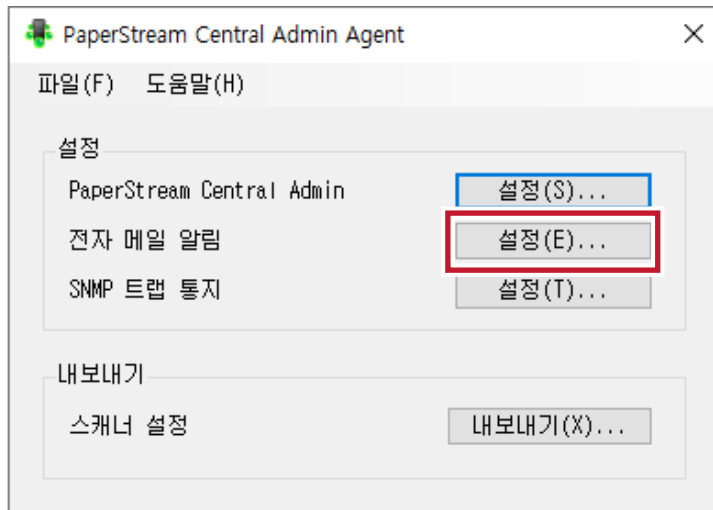 PaperStream Central Admin Agent
파일(F) 도움말(H)
설정
PaperStream Central Admin 설정(S)...
전자 메일 알림 설정(E)...
SNMP 트랩 통지 설정(T)...
내보내기
스캐너 설정 내보내기(X)...